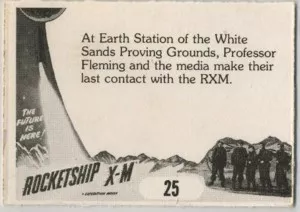 At Earth Station of the White
Sands Proving Grounds, Professor
Fleming and the media make their
last contact with the RXM.
THE
FUTURE
IS
HERE!
ROCKETSHIP X-M
25